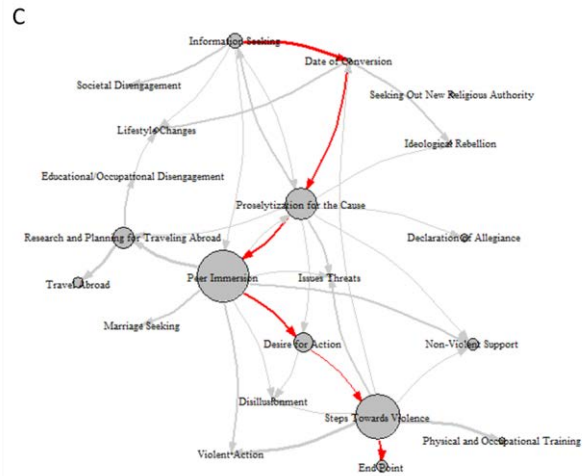 C
Information Seeking
Date of Conversion
Societal Disengagement
Seeking Out New Religious Authority
Lifestyle Changes
Ideological Rebellion
Educational/Occupational Disengagement
Proselytization for the Cause
Research and Planning for Traveling Abroad
Declaration of Allegiance
Peer Immersion
Issues Threats
Travel Abroad
Marriage Seeking
Desire for Action
Non-Violent Support
Disillusionment
Steps Towards Violence
Physical and Occupational Training
Violent Action
End Point